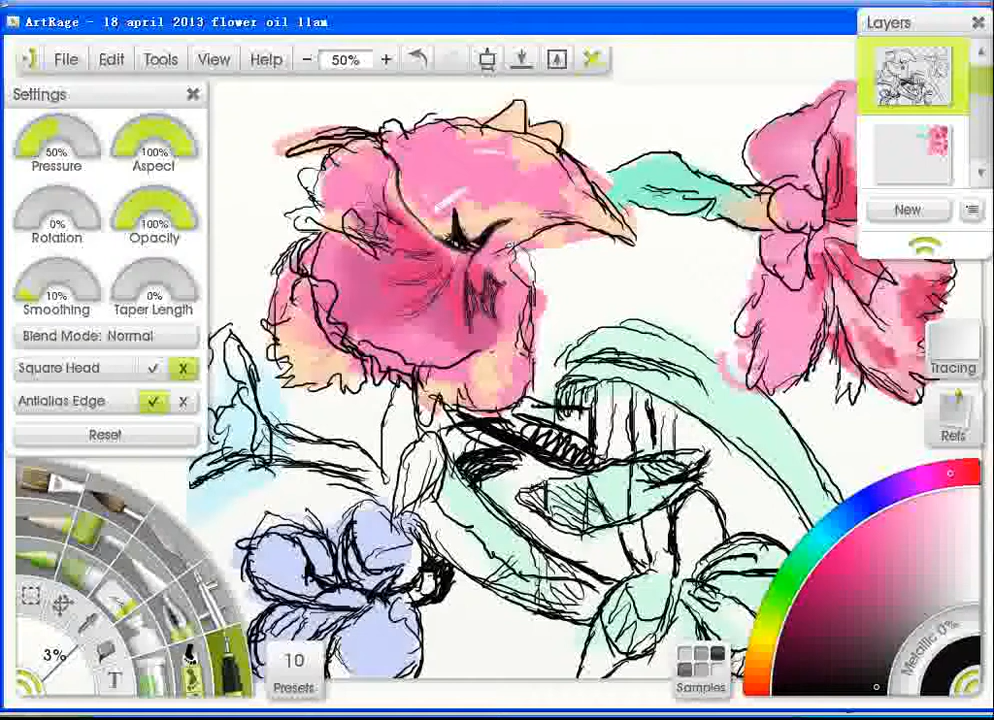 ArtRage - 18 april 2013 flower oil 11am
File Edit Tools View Help - 50% +
Layers
New
Settings
50% 100%
Pressure Aspect
0% 100%
Rotation Opacity
10% 0%
Smoothing Taper Length
Blend Mode: Normal
Square Head
Antialias Edge
Reset
Tracing
Refs
3%
T
10
Presets
Samples
Metallic 0%